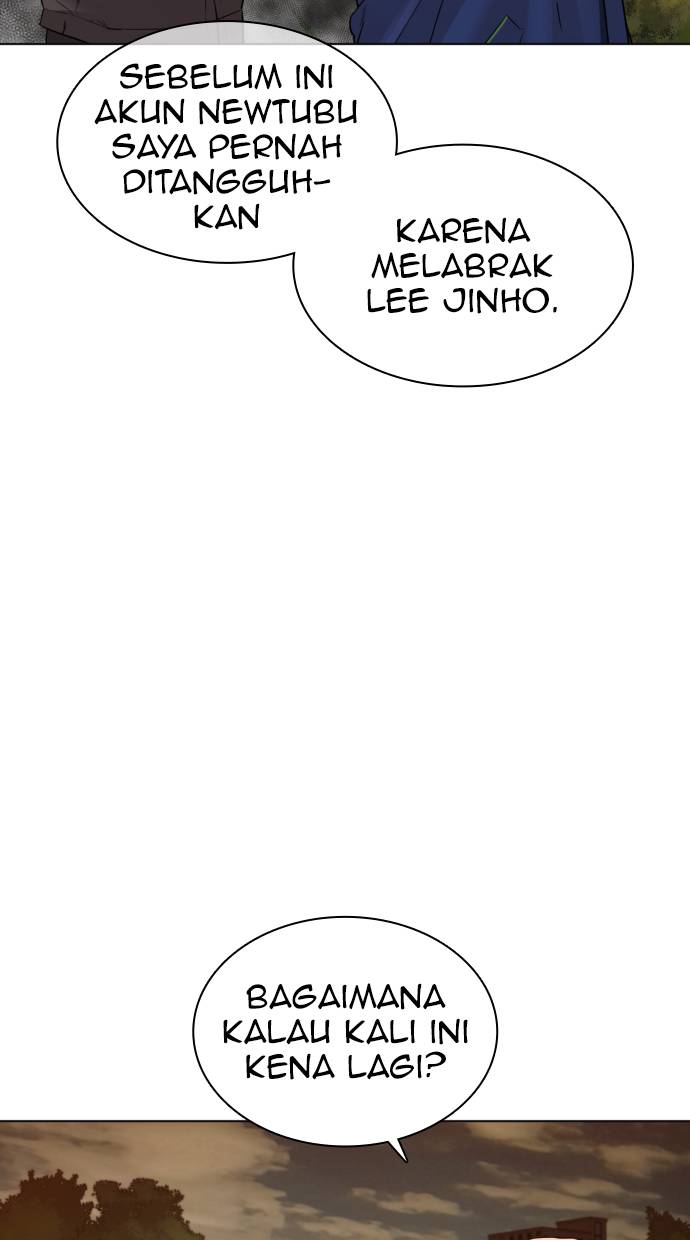 SEBELUM INI
AKUN NEWTUBU
SAYA PERNAH
DITANGGUH-
KAN
KARENA
MELABRAK
LEE JINHO.
BAGAIMANA
KALAU KALI INI
KENA LAGI?